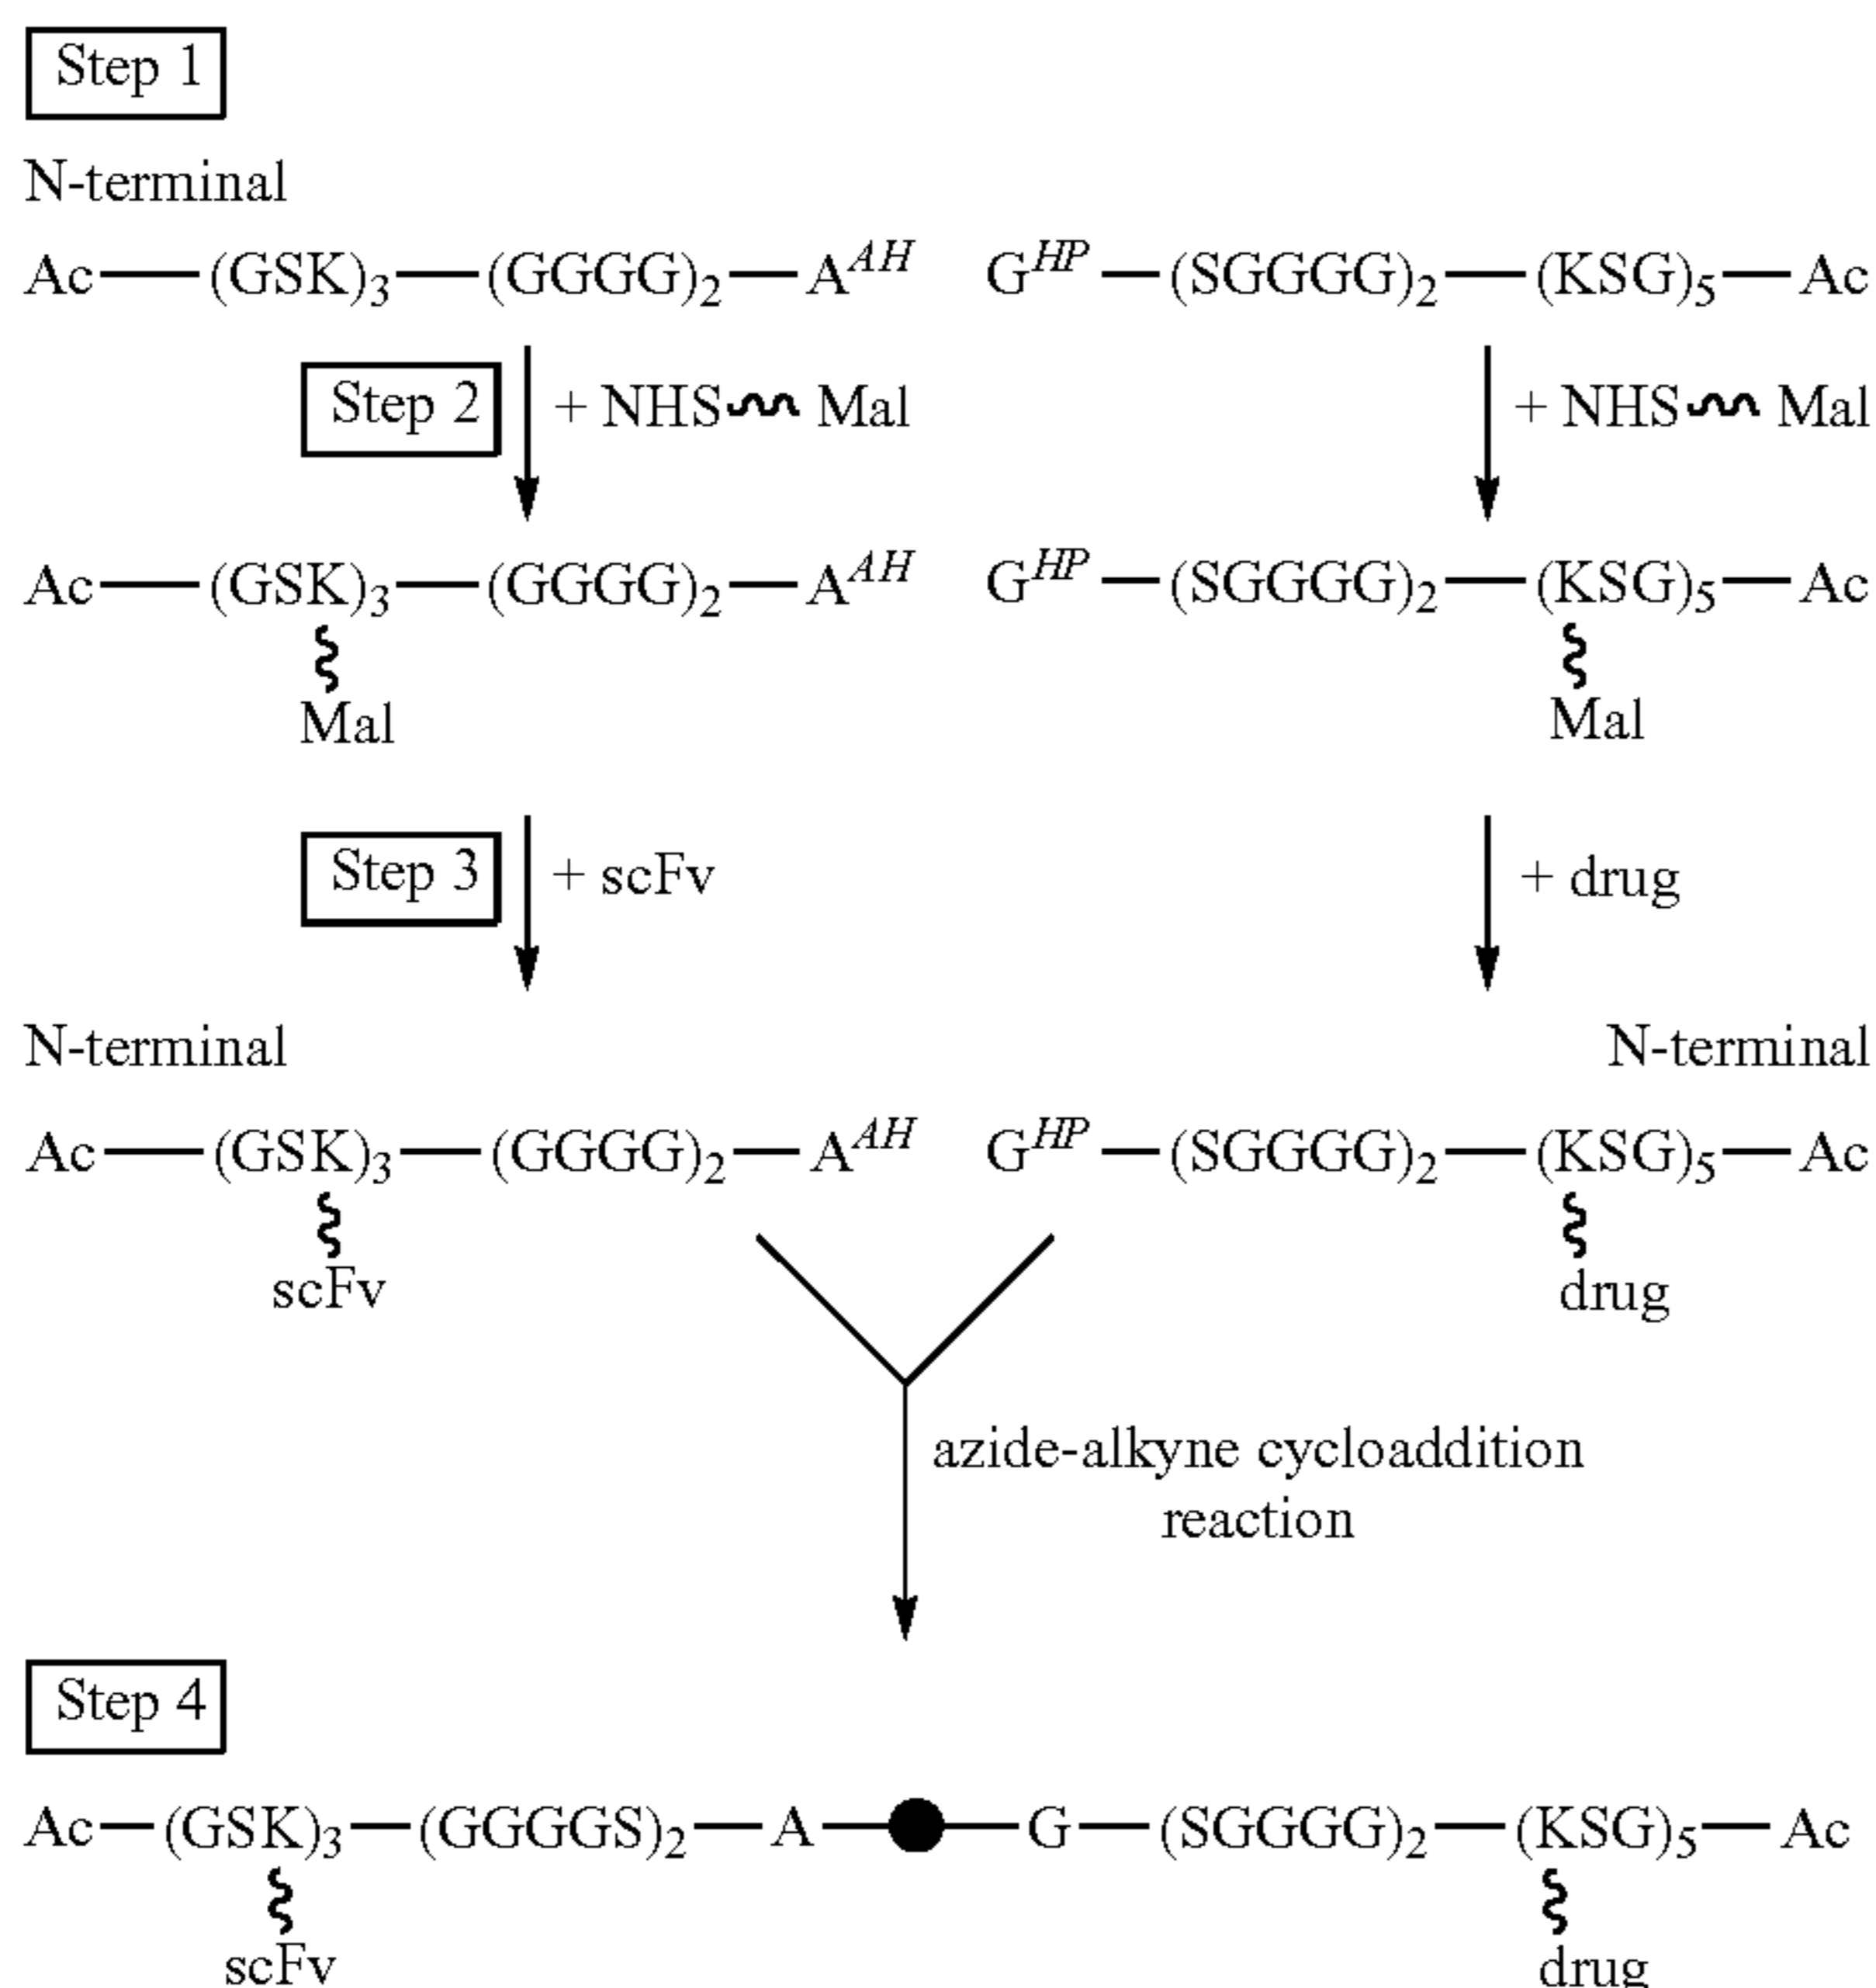 Step 1
N-terminal
Ac—(GSK)₃—(GGGG)₂—A^AH G^HP—(SGGGG)₂—(KSG)₅—Ac
Step 2 + NHS Mal + NHS Mal
Ac—(GSK)₃—(GGGG)₂—A^AH G^HP—(SGGGG)₂—(KSG)₅—Ac
Mal Mal
Step 3 + scFv + drug
N-terminal N-terminal
Ac—(GSK)₃—(GGGG)₂—A^AH G^HP—(SGGGG)₂—(KSG)₅—Ac
scFv drug
azide-alkyne cycloaddition
reaction
Step 4
Ac—(GSK)₃—(GGGGS)₂—A—●—G—(SGGGG)₂—(KSG)₅—Ac
scFv drug